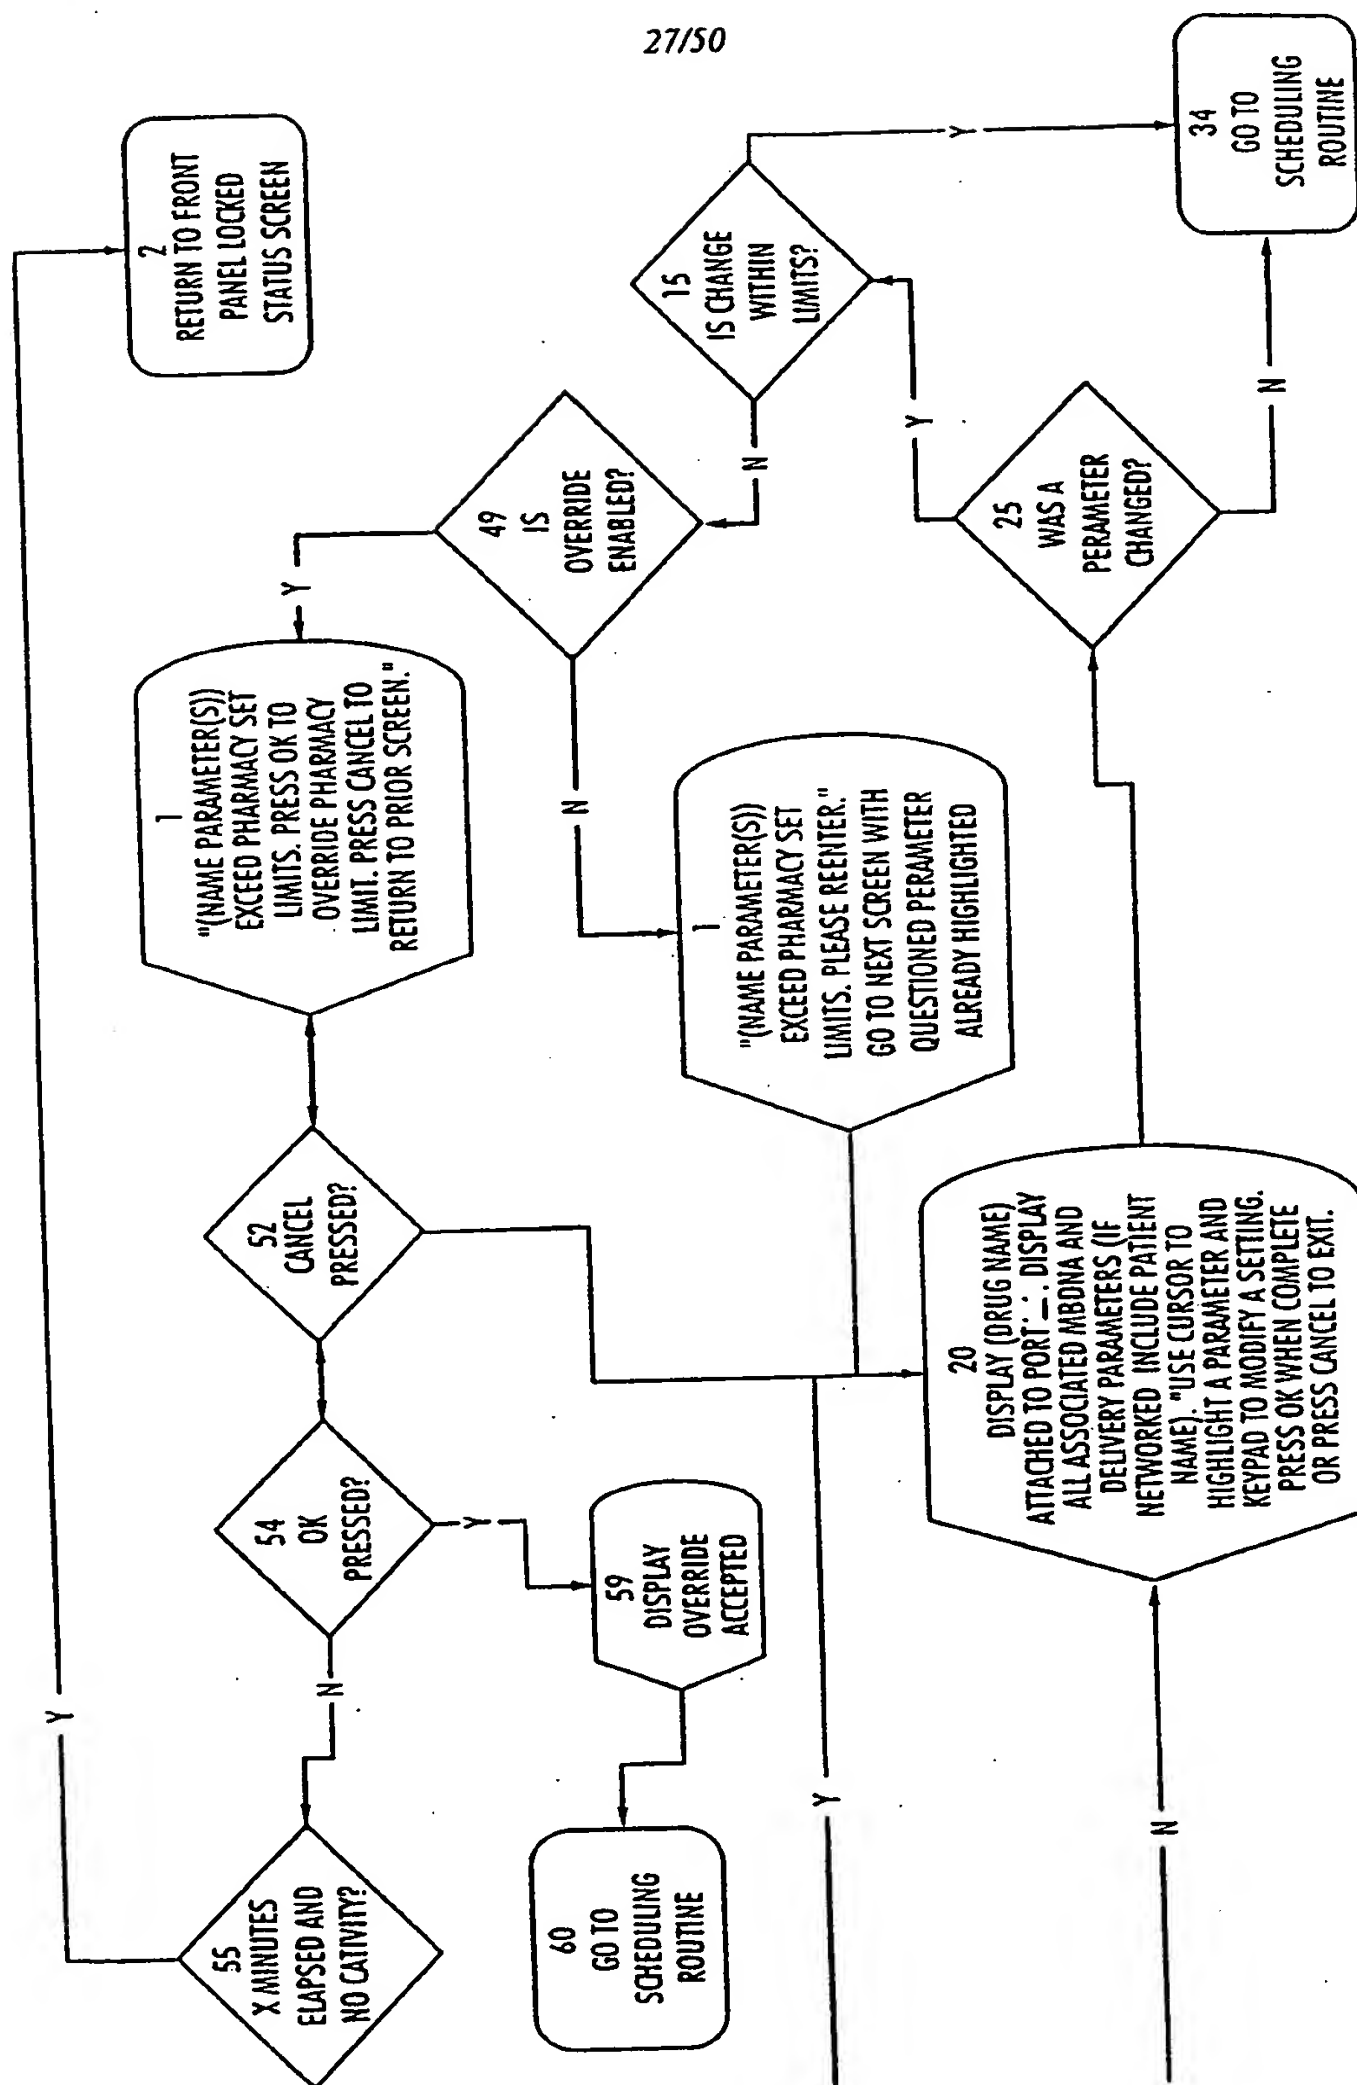 27/50
2
RETURN TO FRONT
PANEL LOCKED
STATUS SCREEN
Y
34
GO TO
SCHEDULING
ROUTINE
Y
15
IS CHANGE
WITHIN
LIMITS?
N
Y
N
49
IS
OVERRIDE
ENABLED?
Y
N
25
WAS A
PERAMETER
CHANGED?
1
"(NAME PARAMETER(S))
EXCEED PHARMACY SET
LIMITS. PRESS OK TO
OVERRIDE PHARMACY
LIMIT. PRESS CANCEL TO
RETURN TO PRIOR SCREEN."
1
"(NAME PARAMETER(S))
EXCEED PHARMACY SET
LIMITS. PLEASE REENTER."
GO TO NEXT SCREEN WITH
QUESTIONED PERAMETER
ALREADY HIGHLIGHTED
52
CANCEL
PRESSED?
54
OK
PRESSED?
Y
N
59
DISPLAY
OVERRIDE
ACCEPTED
20
DISPLAY (DRUG NAME)
ATTACHED TO PORT '_'. DISPLAY
ALL ASSOCIATED MBDNA AND
DELIVERY PARAMETERS (IF
NETWORKED INCLUDE PATIENT
NAME). "USE CURSOR TO
HIGHLIGHT A PARAMETER AND
KEYPAD TO MODIFY A SETTING.
PRESS OK WHEN COMPLETE
OR PRESS CANCEL TO EXIT.
55
X MINUTES
ELAPSED AND
NO CATIVITY?
60
GO TO
SCHEDULING
ROUTINE
Y
N